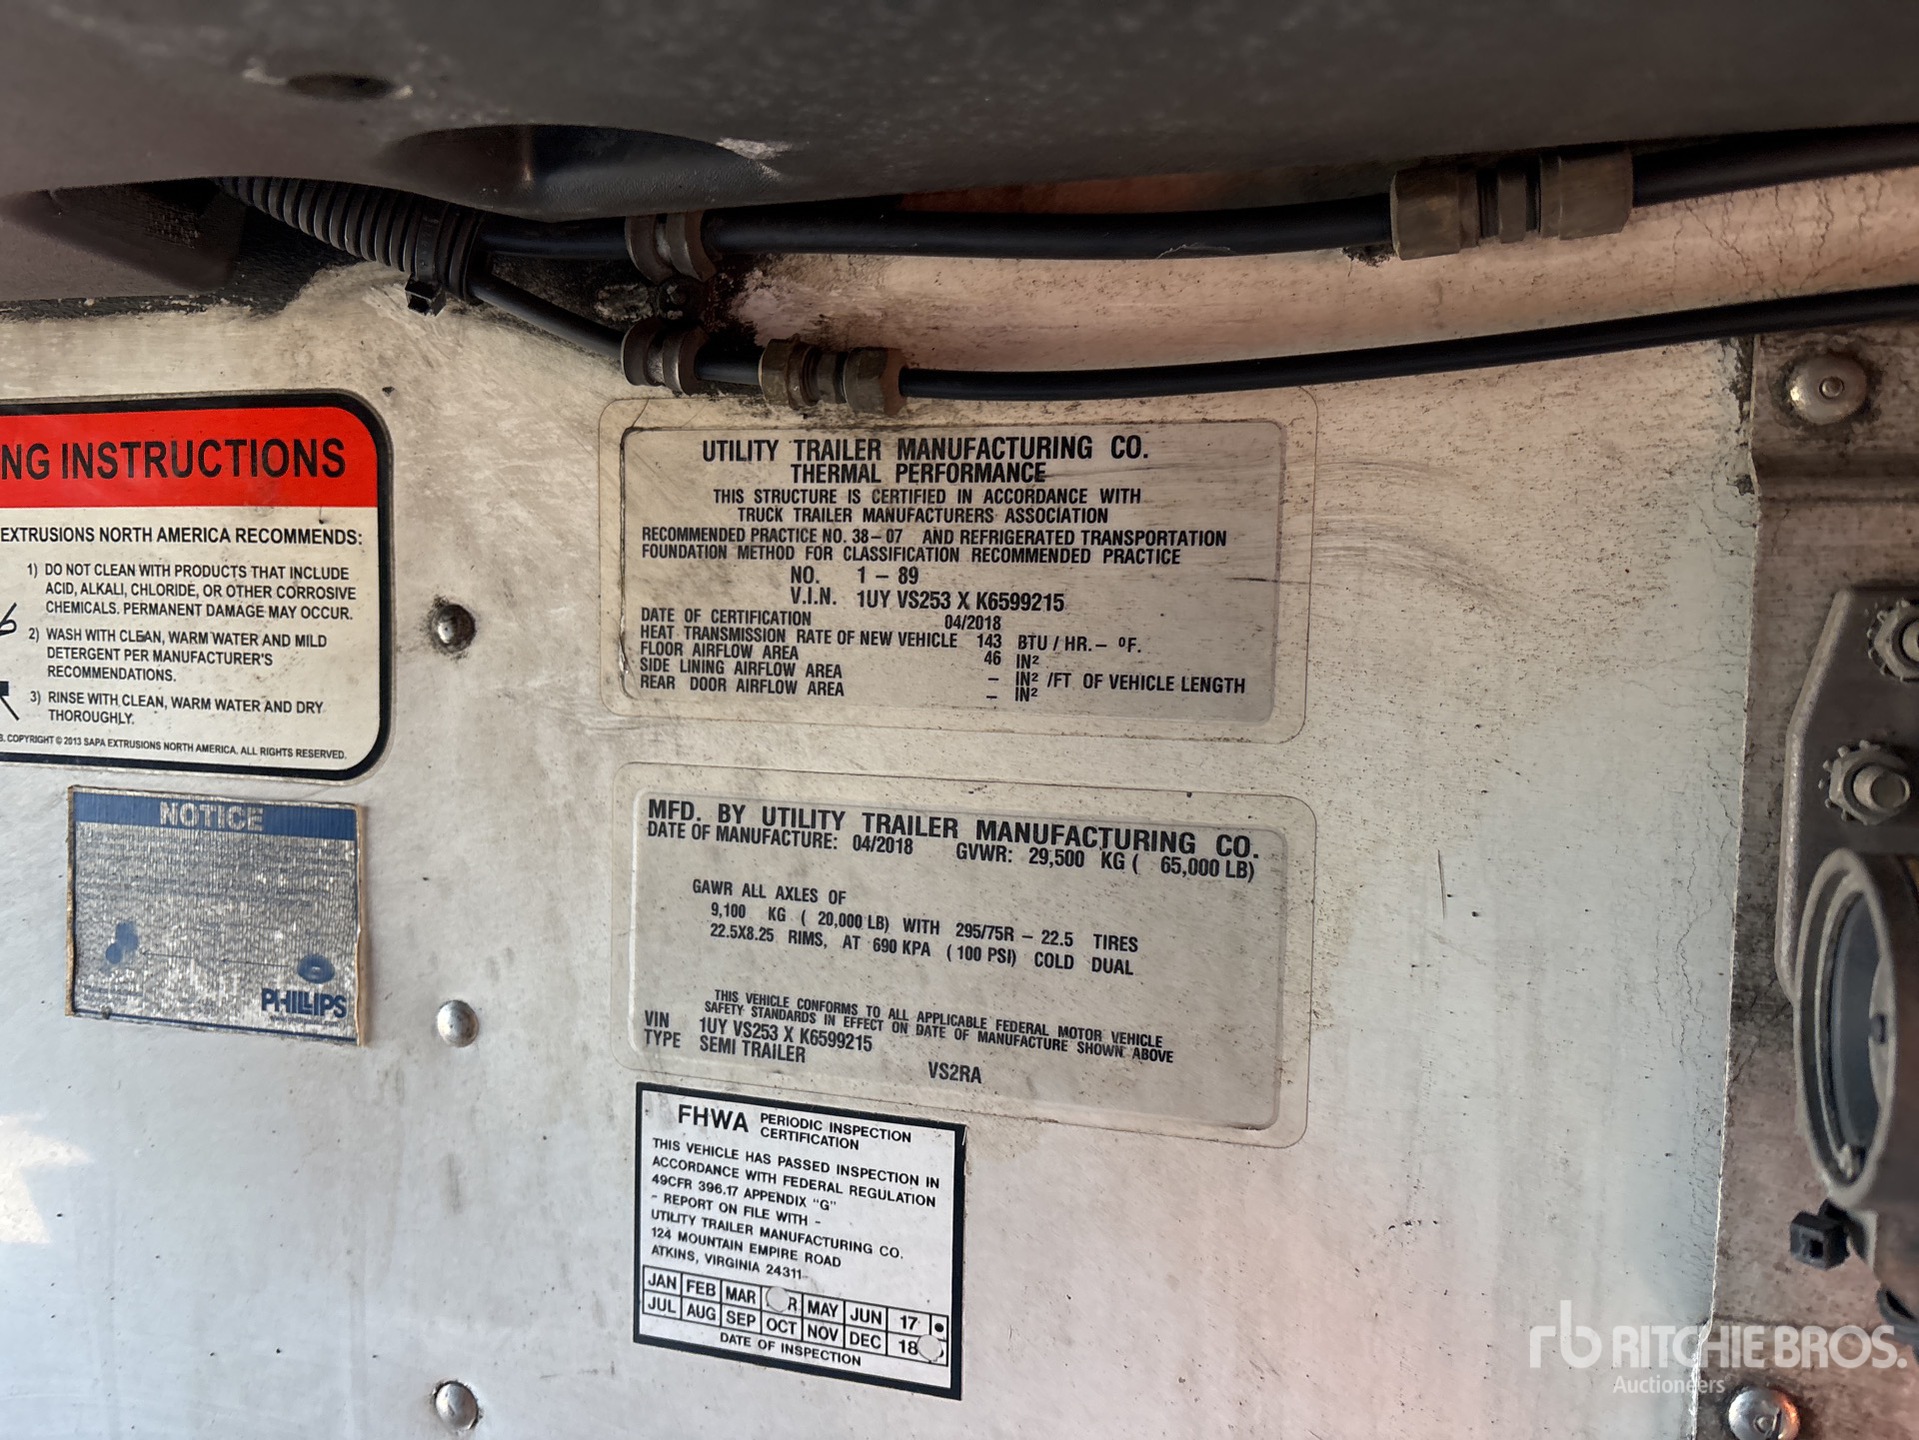 NG INSTRUCTIONS
EXTRUSIONS NORTH AMERICA RECOMMENDS:
1) DO NOT CLEAN WITH PRODUCTS THAT INCLUDE
ACID, ALKALI, CHLORIDE, OR OTHER CORROSIVE
CHEMICALS. PERMANENT DAMAGE MAY OCCUR.
2) WASH WITH CLEAN, WARM WATER AND MILD
DETERGENT PER MANUFACTURER'S
RECOMMENDATIONS.
3) RINSE WITH CLEAN, WARM WATER AND DRY
THOROUGHLY.
COPYRIGHT © 2013 SAPA EXTRUSIONS NORTH AMERICA. ALL RIGHTS RESERVED.
NOTICE
PHILLIPS
UTILITY TRAILER MANUFACTURING CO.
THERMAL PERFORMANCE
THIS STRUCTURE IS CERTIFIED IN ACCORDANCE WITH
TRUCK TRAILER MANUFACTURERS ASSOCIATION
RECOMMENDED PRACTICE NO. 38-07 AND REFRIGERATED TRANSPORTATION
FOUNDATION METHOD FOR CLASSIFICATION RECOMMENDED PRACTICE
NO. 1 - 89
V.I.N. 1UY VS253 X K6599215
DATE OF CERTIFICATION 04/2018
HEAT TRANSMISSION RATE OF NEW VEHICLE 143 BTU / HR.- ºF.
FLOOR AIRFLOW AREA 46 IN²
SIDE LINING AIRFLOW AREA - IN² /FT OF VEHICLE LENGTH
REAR DOOR AIRFLOW AREA - IN²
MFD. BY UTILITY TRAILER MANUFACTURING CO.
DATE OF MANUFACTURE: 04/2018 GVWR: 29,500 KG ( 65,000 LB)
GAWR ALL AXLES OF
9,100 KG ( 20,000 LB) WITH 295/75R - 22.5 TIRES
22.5X8.25 RIMS, AT 690 KPA (100 PSI) COLD DUAL
THIS VEHICLE CONFORMS TO ALL APPLICABLE FEDERAL MOTOR VEHICLE
SAFETY STANDARDS IN EFFECT ON DATE OF MANUFACTURE SHOWN ABOVE
VIN 1UY VS253 X K6599215
TYPE SEMI TRAILER VS2RA
FHWA PERIODIC INSPECTION
CERTIFICATION
THIS VEHICLE HAS PASSED INSPECTION IN
ACCORDANCE WITH FEDERAL REGULATION
49CFR 396.17 APPENDIX "G"
- REPORT ON FILE WITH -
UTILITY TRAILER MANUFACTURING CO.
124 MOUNTAIN EMPIRE ROAD
ATKINS, VIRGINIA 24311
JAN FEB MAR R MAY JUN 17 •
JUL AUG SEP OCT NOV DEC 18
DATE OF INSPECTION
rb RITCHIE BROS.
Auctioneers